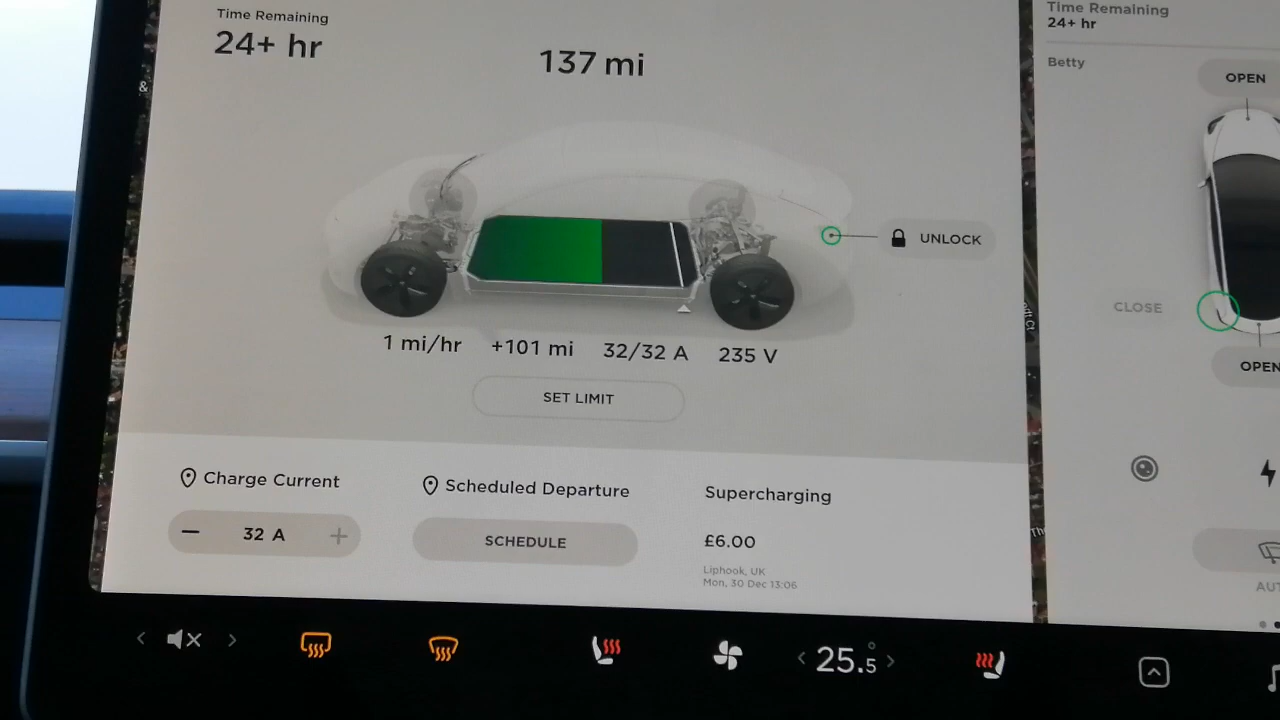 Time Remaining
24+ hr
137 mi
UNLOCK
1 mi/hr +101 mi 32/32 A 235 V
SET LIMIT
Charge Current
32 A
Scheduled Departure
SCHEDULE
Supercharging
£6.00
Liphook, UK
Mon, 30 Dec 13:06
Time Remaining
24+ hr
Betty
OPEN
CLOSE
OPEN
25.5°